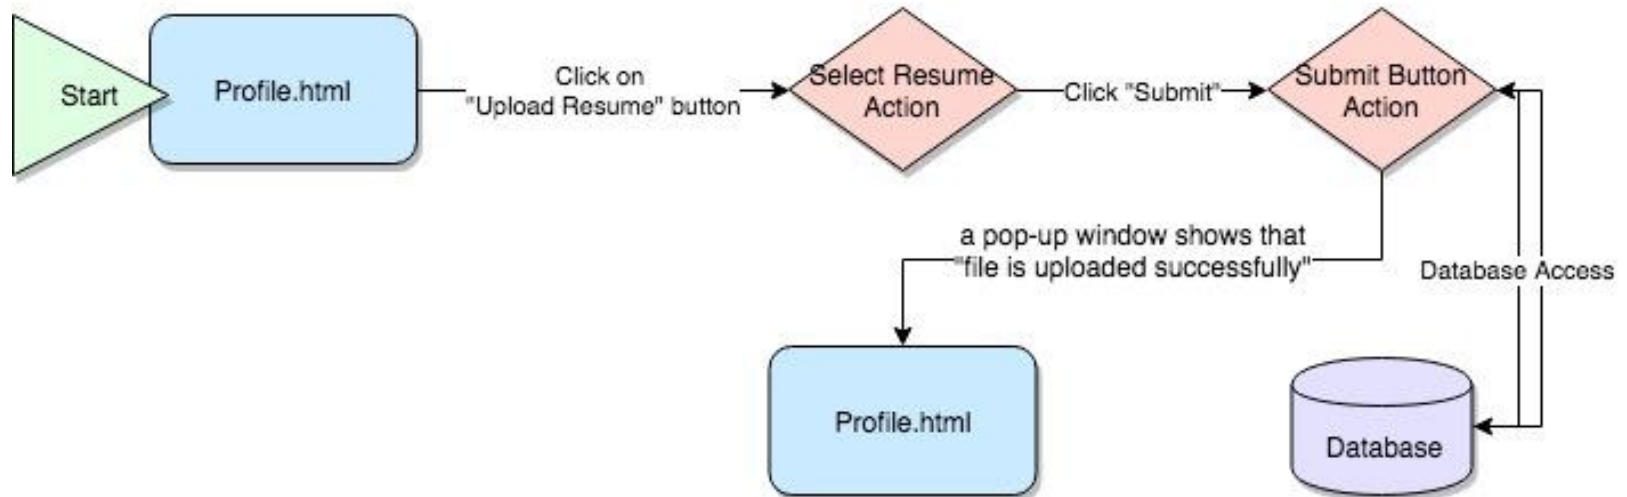 Start
Profile.html
Click on
"Upload Resume" button
Select Resume
Action
Click "Submit"
Submit Button
Action
a pop-up window shows that
"file is uploaded successfully"
Database Access
Profile.html
Database